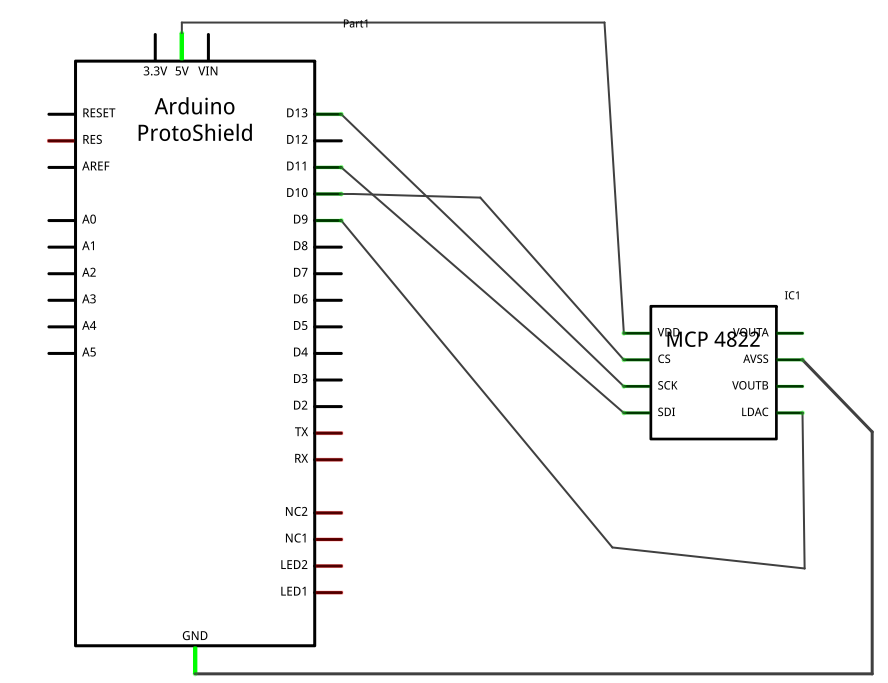 Part1
3.3V 5V VIN
Arduino
ProtoShield
RESET
RES
AREF
A0
A1
A2
A3
A4
A5
D13
D12
D11
D10
D9
D8
D7
D6
D5
D4
D3
D2
TX
RX
NC2
NC1
LED2
LED1
GND
IC1
MCP 4822
VDD
CS
SCK
SDI
VOUTA
AVSS
VOUTB
LDAC